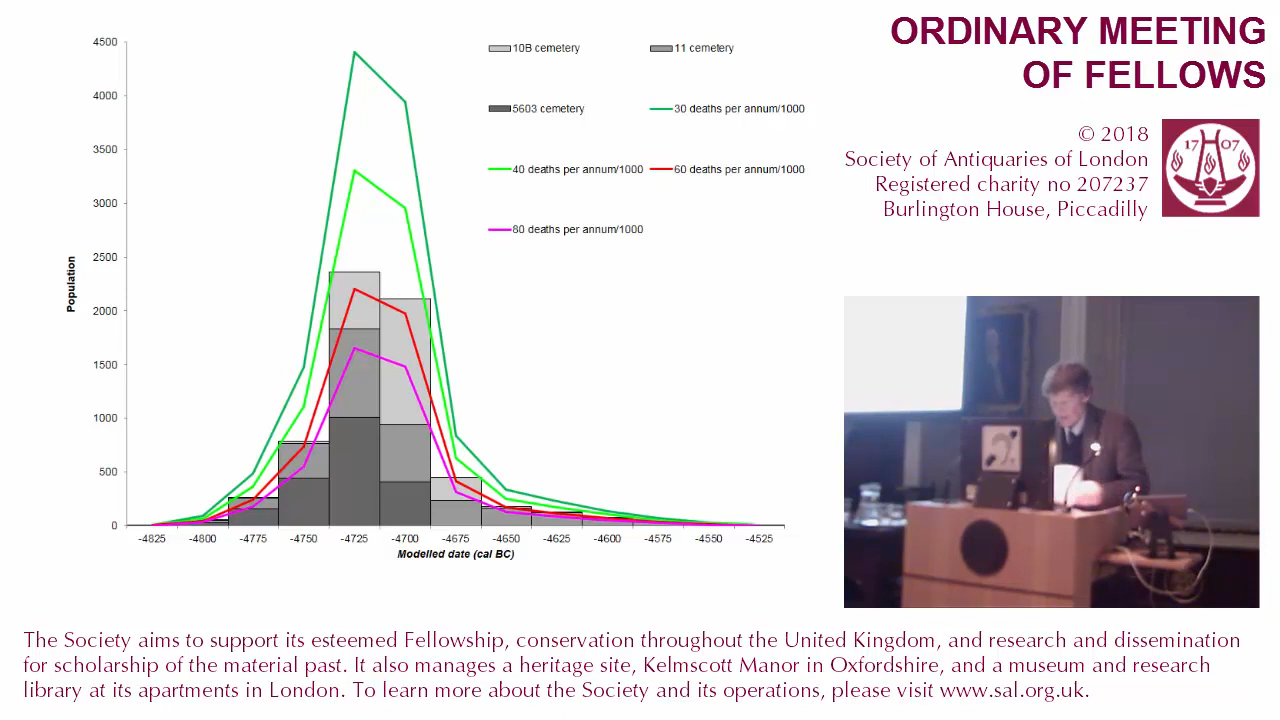 ORDINARY MEETING
OF FELLOWS
© 2018
Society of Antiquaries of London
Registered charity no 207237
Burlington House, Piccadilly
17 07
10B cemetery
11 cemetery
5603 cemetery
30 deaths per annum/1000
40 deaths per annum/1000
60 deaths per annum/1000
80 deaths per annum/1000
Population
4500
4000
3500
3000
2500
2000
1500
1000
500
0
-4825 -4800 -4775 -4750 -4725 -4700 -4675 -4650 -4625 -4600 -4575 -4550 -4525
Modelled date (cal BC)
The Society aims to support its esteemed Fellowship, conservation throughout the United Kingdom, and research and dissemination
for scholarship of the material past. It also manages a heritage site, Kelmscott Manor in Oxfordshire, and a museum and research
library at its apartments in London. To learn more about the Society and its operations, please visit www.sal.org.uk.